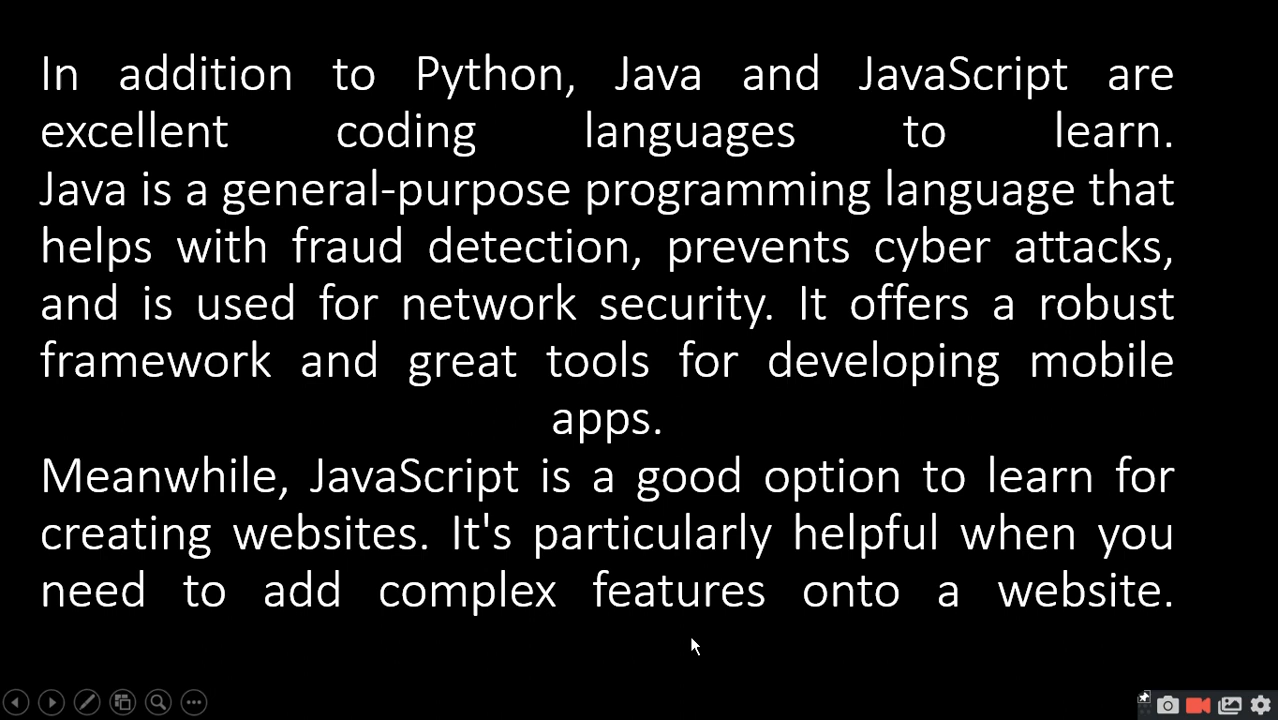 In addition to Python, Java and JavaScript are
excellent coding languages to learn.
Java is a general-purpose programming language that
helps with fraud detection, prevents cyber attacks,
and is used for network security. It offers a robust
framework and great tools for developing mobile
apps.
Meanwhile, JavaScript is a good option to learn for
creating websites. It's particularly helpful when you
need to add complex features onto a website.